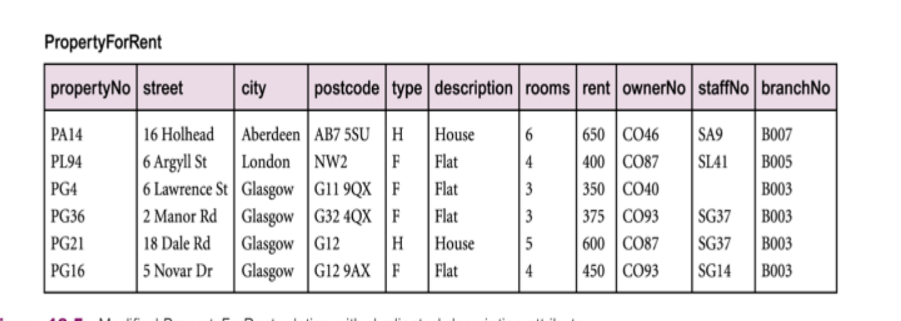 PropertyForRent
propertyNo street city postcode type description rooms rent ownerNo staffNo branchNo
PA14 16 Holhead Aberdeen AB7 5SU H House 6 650 CO46 SA9 B007
PL94 6 Argyll St London NW2 F Flat 4 400 CO87 SL41 B005
PG4 6 Lawrence St Glasgow G11 9QX F Flat 3 350 CO40 B003
PG36 2 Manor Rd Glasgow G32 4QX F Flat 3 375 CO93 SG37 B003
PG21 18 Dale Rd Glasgow G12 H House 5 600 CO87 SG37 B003
PG16 5 Novar Dr Glasgow G12 9AX F Flat 4 450 CO93 SG14 B003